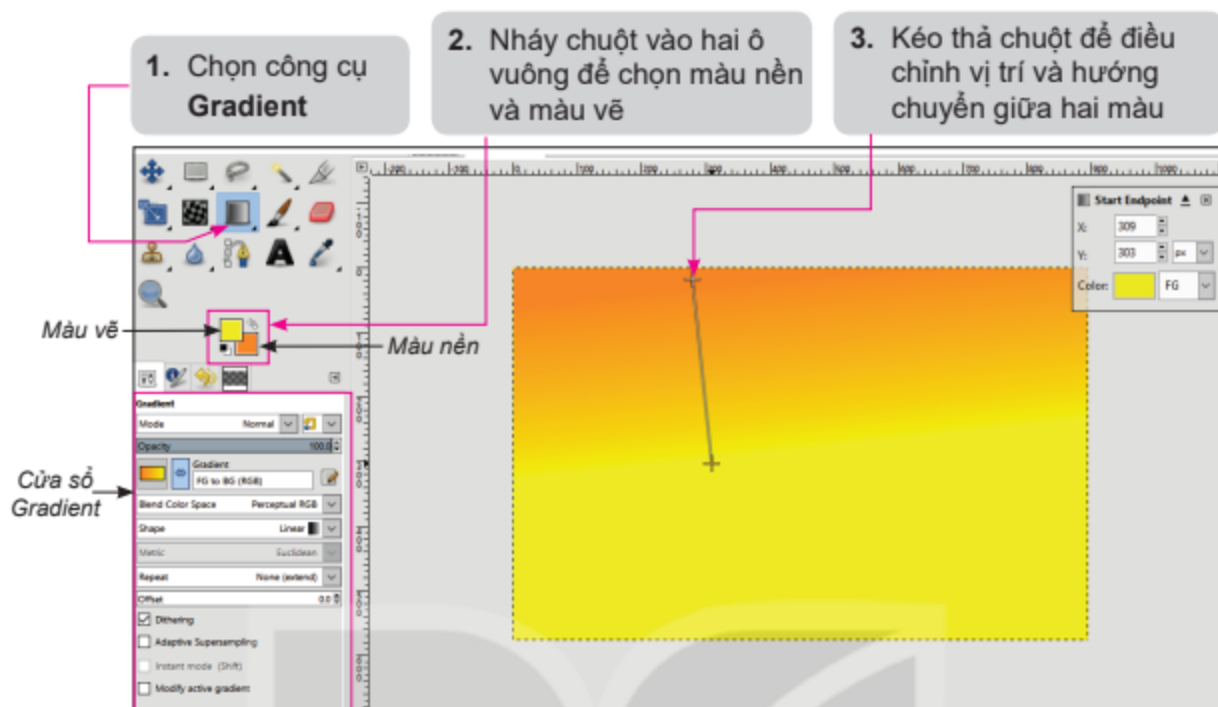 1. Chọn công cụ
Gradient
2. Nháy chuột vào hai ô
vuông để chọn màu nền
và màu vẽ
3. Kéo thả chuột để điều
chỉnh vị trí và hướng
chuyển giữa hai màu
Start Endpoint
X: 309
Y: 303 px
Color: FG
Màu vẽ
Màu nền
Cửa sổ
Gradient
Gradient
Mode Normal
Opacity 100.0
Gradient
FG to BG (RGB)
Blend Color Space Perceptual RGB
Shape Linear
Metric Euclidean
Repeat None (extend)
Offset 0.0
Dithering
Adaptive Supersampling
Instant mode (Shift)
Modify active gradient